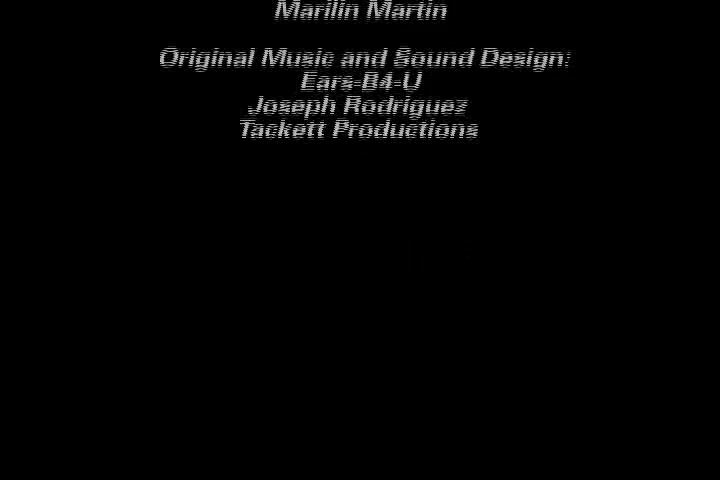 Marilin Martin
Original Music and Sound Design:
Ears-B4-U
Joseph Rodriguez
Tackett Productions